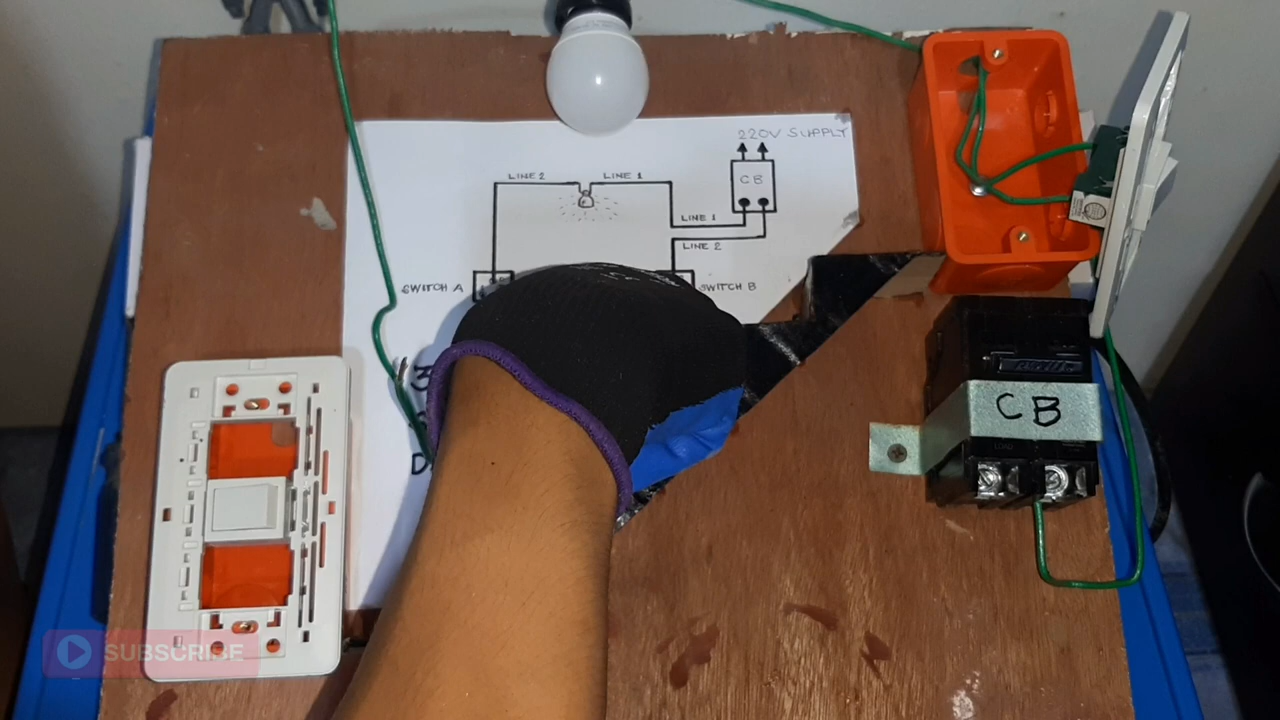 220V SUPPLY
CB
LINE 2
LINE 1
LINE 1
LINE 2
SWITCH A
SWITCH B
CB
SUBSCRIBE